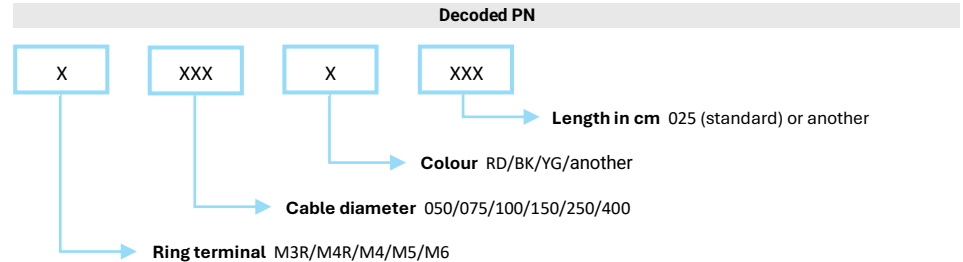 Decoded PN
X XXX X XXX
Length in cm 025 (standard) or another
Colour RD/BK/YG/another
Cable diameter 050/075/100/150/250/400
Ring terminal M3R/M4R/M4/M5/M6